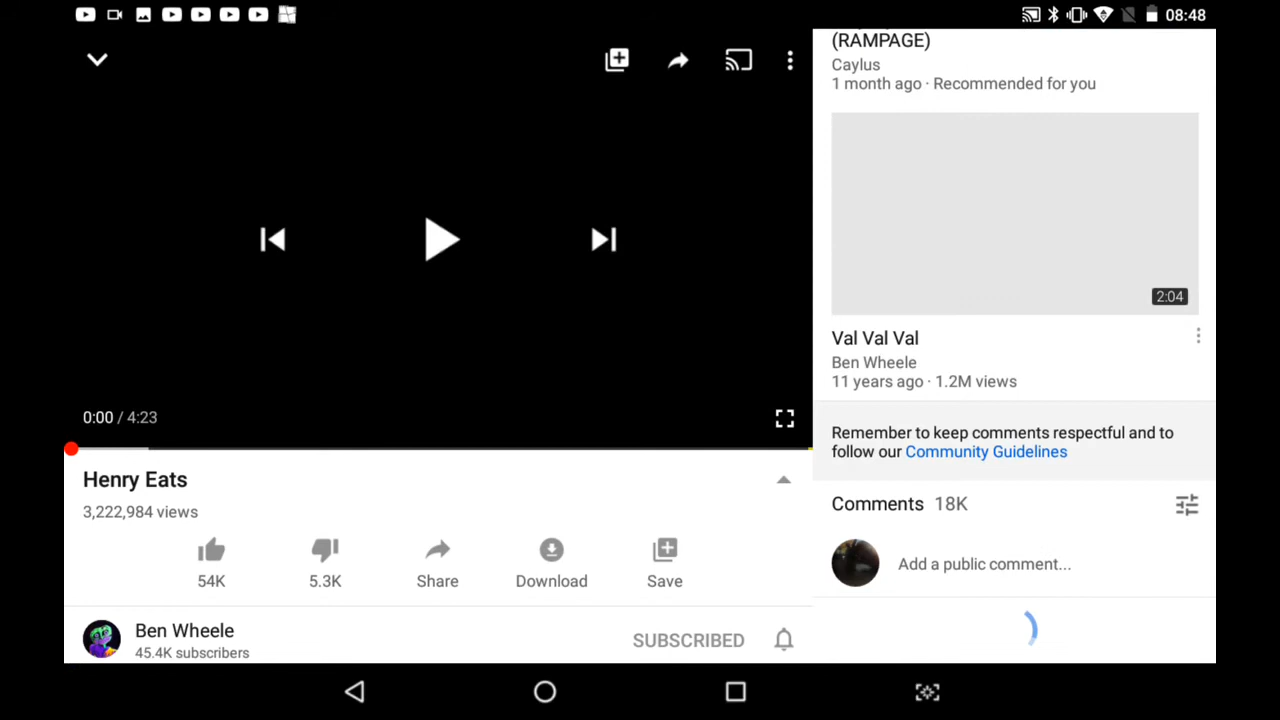 08:48
0:00 / 4:23
Henry Eats
3,222,984 views
54K
5.3K
Share
Download
Save
Ben Wheele
45.4K subscribers
SUBSCRIBED
(RAMPAGE)
Caylus
1 month ago · Recommended for you
2:04
Val Val Val
Ben Wheele
11 years ago · 1.2M views
Remember to keep comments respectful and to
follow our Community Guidelines
Comments 18K
Add a public comment...